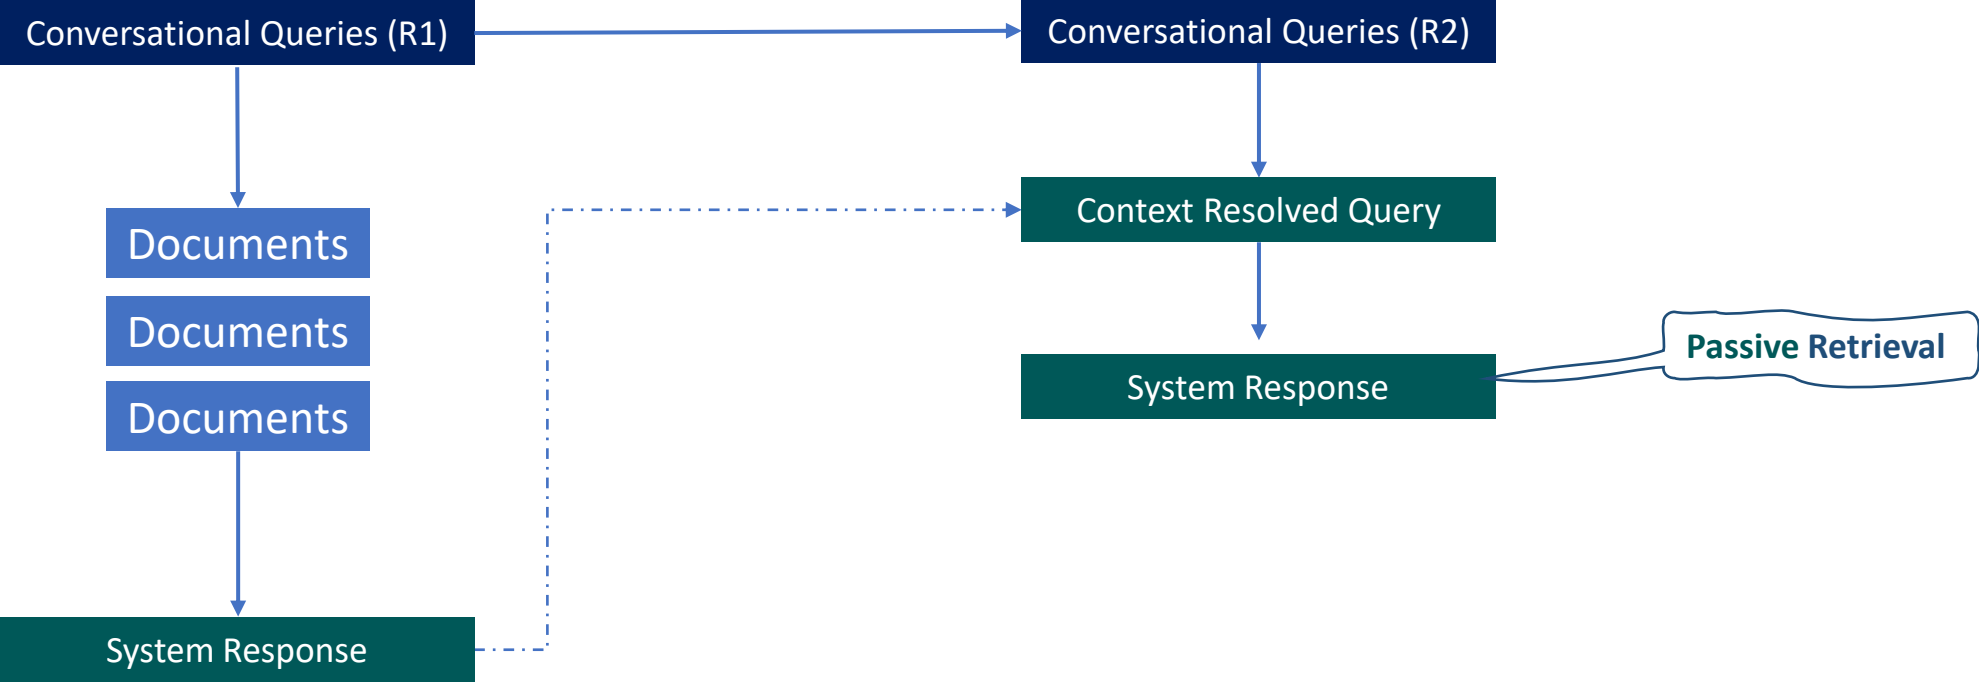 Conversational Queries (R1)
Conversational Queries (R2)
Documents
Documents
Documents
System Response
Context Resolved Query
System Response
Passive Retrieval